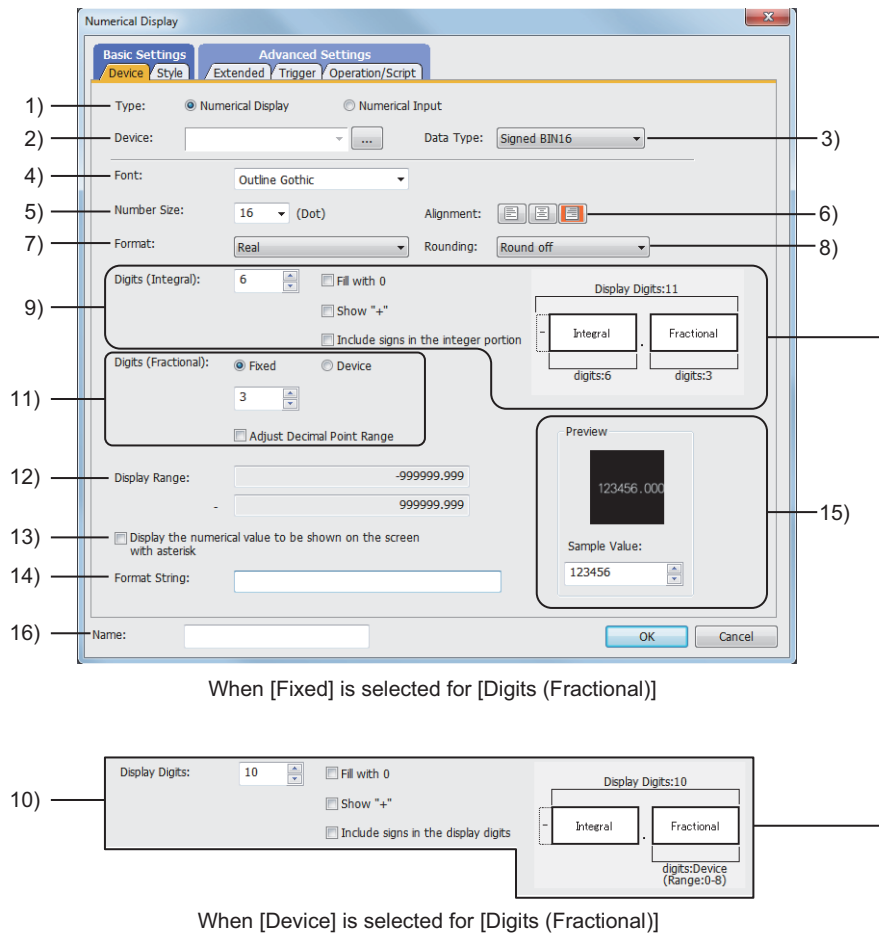 Numerical Display
x
Basic Settings Advanced Settings
Device Style Extended Trigger Operation/Script
1) Type: Numerical Display Numerical Input
2) Device: ... Data Type: Signed BIN16 3)
4) Font: Outline Gothic
5) Number Size: 16 (Dot) Alignment: 6)
7) Format: Real Rounding: Round off 8)
9) Digits (Integral): 6 Fill with 0
Show "+"
Include signs in the integer portion
Display Digits:11
- Integral . Fractional
digits:6 digits:3
11) Digits (Fractional): Fixed Device
3
Adjust Decimal Point Range
12) Display Range: -999999.999
- 999999.999
13) Display the numerical value to be shown on the screen
with asterisk
14) Format String:
Preview
123456.000
15)
Sample Value:
123456
16) Name: OK Cancel
When [Fixed] is selected for [Digits (Fractional)]
10) Display Digits: 10 Fill with 0
Show "+"
Include signs in the display digits
Display Digits:10
- Integral . Fractional
digits:Device
(Range:0-8)
When [Device] is selected for [Digits (Fractional)]